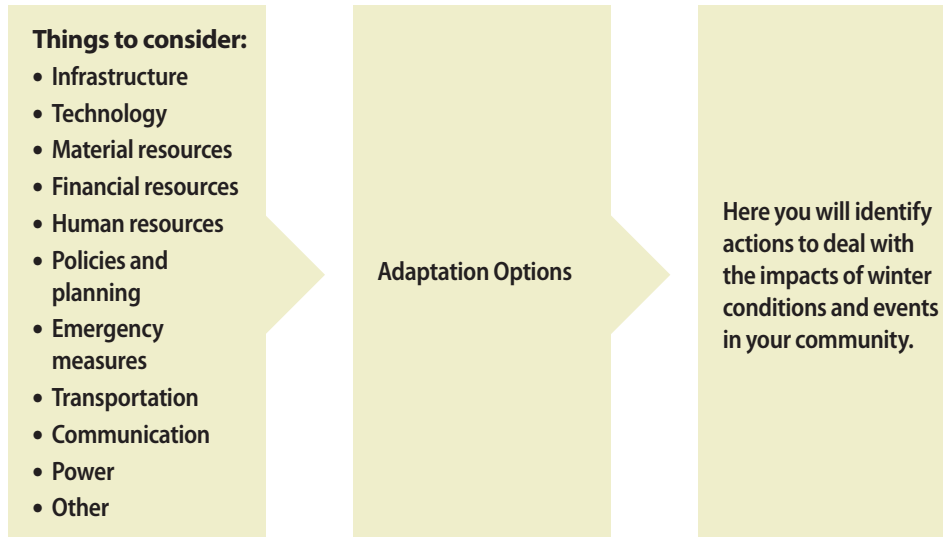 Things to consider:
• Infrastructure
• Technology
• Material resources
• Financial resources
• Human resources
• Policies and
planning
• Emergency
measures
• Transportation
• Communication
• Power
• Other
Adaptation Options
Here you will identify
actions to deal with
the impacts of winter
conditions and events
in your community.